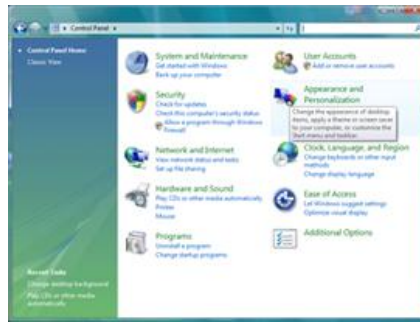 Control Panel
Control Panel Home
Classic View
System and Maintenance
Get started with Windows
Back up your computer
Security
Check for updates
Check this computer's security status
Allow a program through Windows
Firewall
Network and Internet
View network status and tasks
Set up file sharing
Hardware and Sound
Play CDs or other media automatically
Printer
Mouse
Programs
Uninstall a program
Change startup programs
User Accounts
Add or remove user accounts
Appearance and
Personalization
Change the appearance of desktop
items, apply a theme or screen saver
to your computer, or customize the
Start menu and taskbar.
Clock, Language, and Region
Change keyboards or other input
methods
Change display language
Ease of Access
Let Windows suggest settings
Optimize visual display
Additional Options
Recent Tasks
Change desktop background
Play CDs or other media
automatically